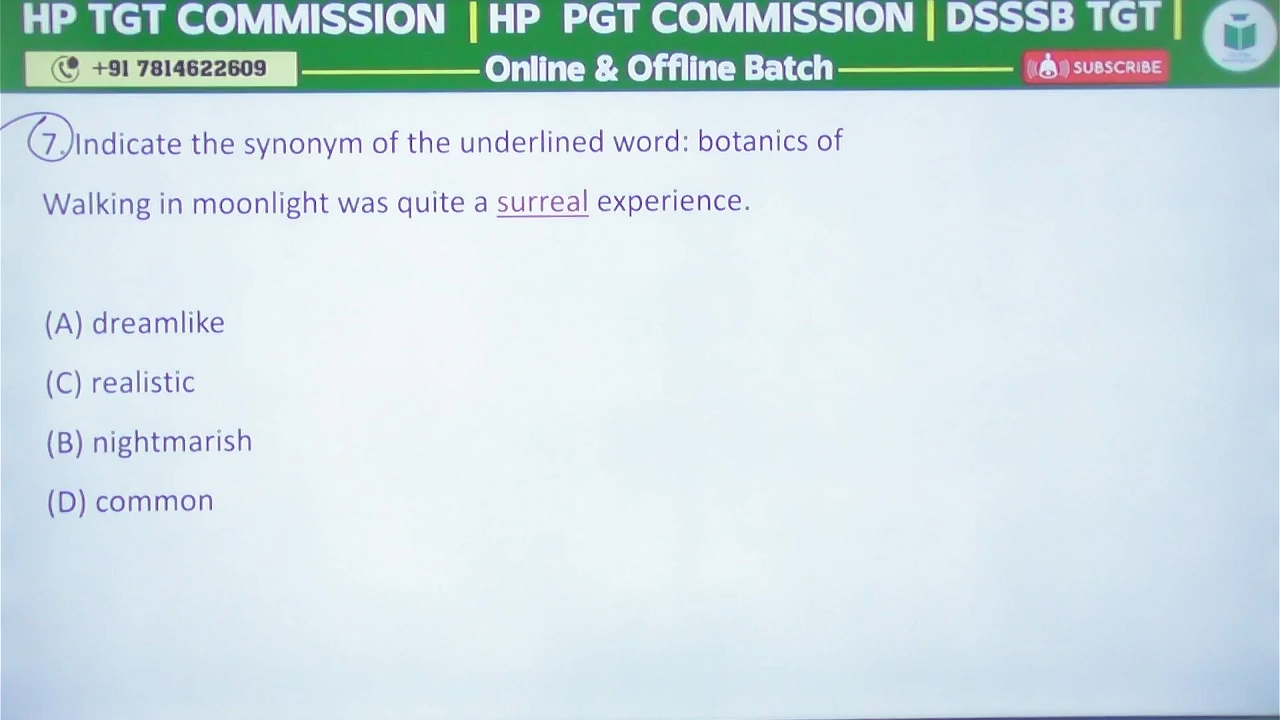 HP TGT COMMISSION | HP PGT COMMISSION | DSSSB TGT |
+91 7814622609
Online & Offline Batch
SUBSCRIBE
7. Indicate the synonym of the underlined word: botanics of
Walking in moonlight was quite a surreal experience.
(A) dreamlike
(C) realistic
(B) nightmarish
(D) common